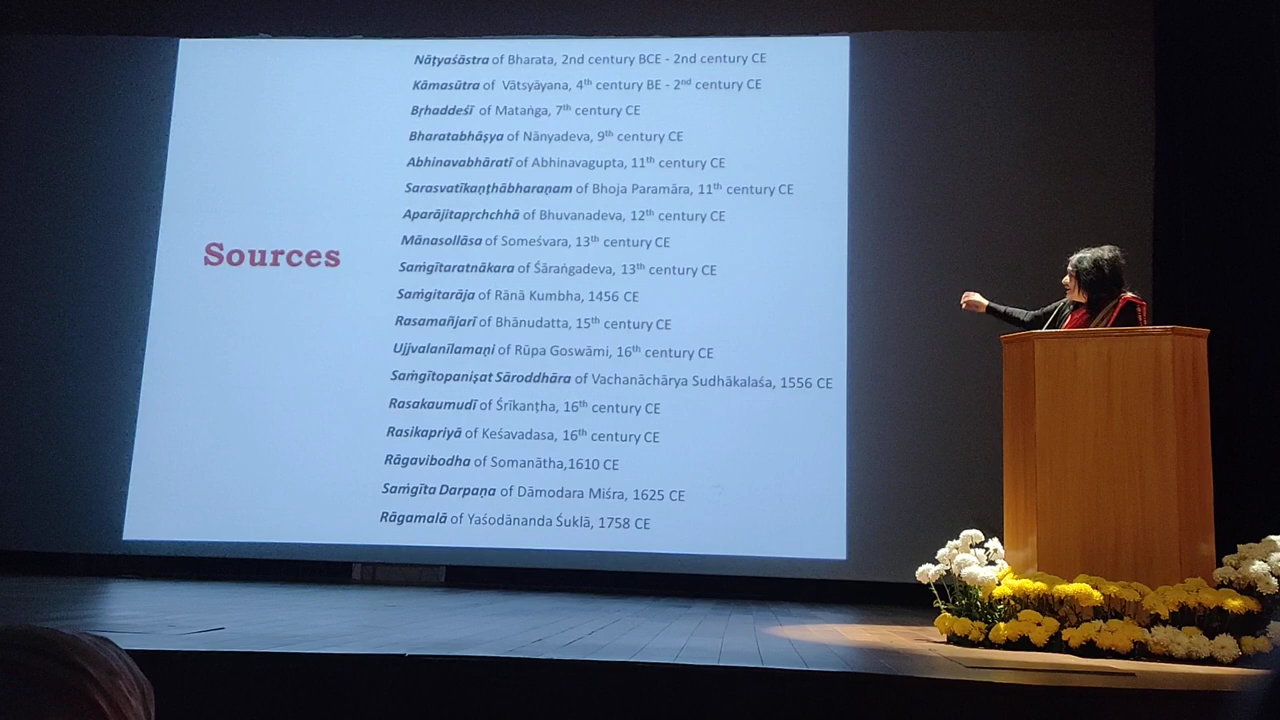 Sources
Nāṭyaśāstra of Bharata, 2nd century BCE - 2nd century CE
Kāmasūtra of Vātsyāyana, 4th century BE - 2nd century CE
Bṛhaddeśī of Mataṅga, 7th century CE
Bharatabhāṣya of Nānyadeva, 9th century CE
Abhinavabhāratī of Abhinavagupta, 11th century CE
Sarasvatīkaṇṭhābharaṇam of Bhoja Paramāra, 11th century CE
Aparājitapṛchchhā of Bhuvanadeva, 12th century CE
Mānasollāsa of Someśvara, 13th century CE
Saṁgītaratnākara of Śāraṅgadeva, 13th century CE
Saṁgitarāja of Rānā Kumbha, 1456 CE
Rasamañjarī of Bhānudatta, 15th century CE
Ujjvalanīlamaṇi of Rūpa Goswāmi, 16th century CE
Saṁgītopaniṣat Sāroddhāra of Vachanāchārya Sudhākalaśa, 1556 CE
Rasakaumudī of Śrīkaṇṭha, 16th century CE
Rasikapriyā of Keśavadasa, 16th century CE
Rāgavibodha of Somanātha,1610 CE
Saṁgīta Darpaṇa of Dāmodara Miśra, 1625 CE
Rāgamalā of Yaśodānanda Śuklā, 1758 CE